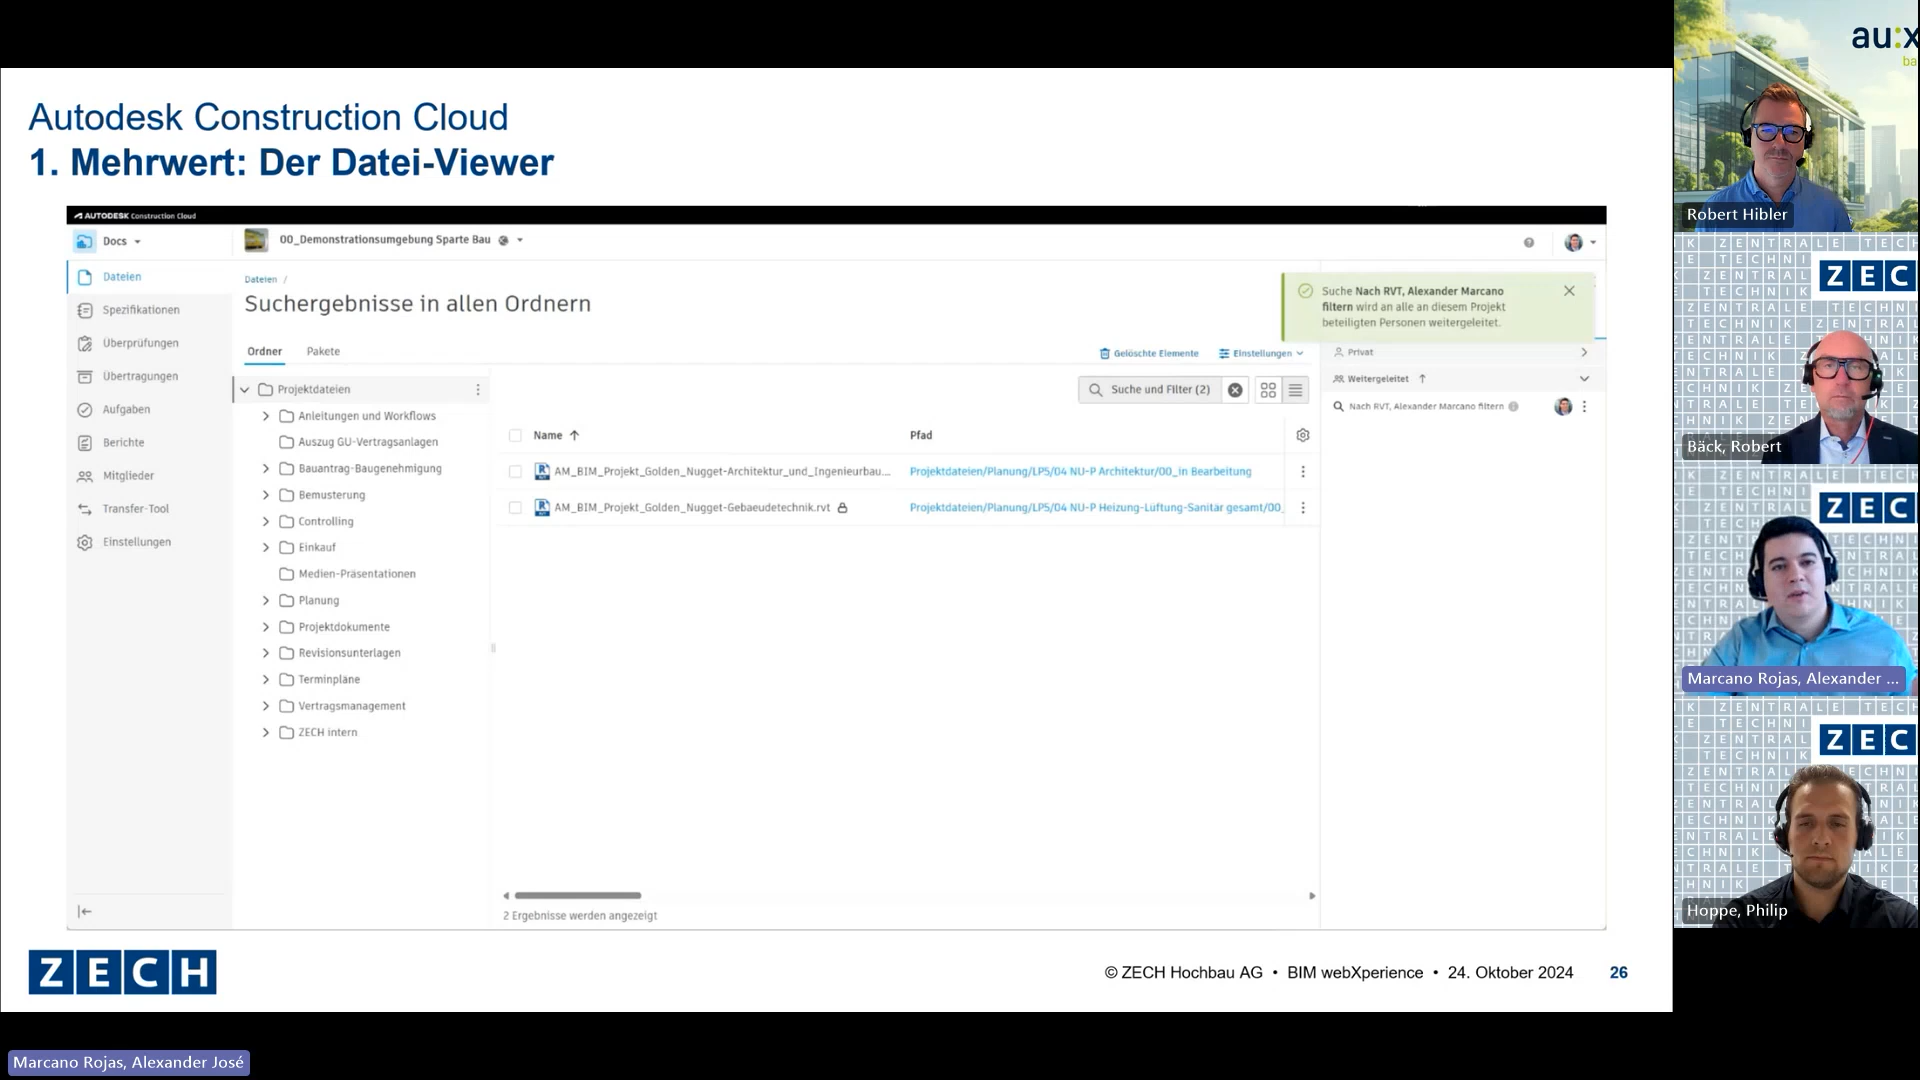 Autodesk Construction Cloud
1. Mehrwert: Der Datei-Viewer
AUTODESK Construction Cloud
Docs
00_Demonstrationsumgebung Sparte Bau
Dateien
Spezifikationen
Überprüfungen
Übertragungen
Aufgaben
Berichte
Mitglieder
Transfer-Tool
Einstellungen
Dateien /
Suchergebnisse in allen Ordnern
Suche Nach RVT, Alexander Marcano
filtern wird an alle an diesem Projekt
beteiligten Personen weitergeleitet.
Ordner
Pakete
Gelöschte Elemente
Einstellungen
Projektdateien
Anleitungen und Workflows
Auszug GU-Vertragsanlagen
Bauantrag-Baugenehmigung
Bemusterung
Controlling
Einkauf
Medien-Präsentationen
Planung
Projektdokumente
Revisionsunterlagen
Terminpläne
Vertragsmanagement
ZECH intern
Suche und Filter (2)
Name
Pfad
AM_BIM_Projekt_Golden_Nugget-Architektur_und_Ingenieurbau...
Projektdateien/Planung/LP5/04 NU-P Architektur/00_in Bearbeitung
AM_BIM_Projekt_Golden_Nugget-Gebaeudetechnik.rvt
Projektdateien/Planung/LP5/04 NU-P Heizung-Lüftung-Sanitär gesamt/00_
2 Ergebnisse werden angezeigt
Privat
Weitergeleitet
Nach RVT, Alexander Marcano filtern
ZECH
© ZECH Hochbau AG • BIM webXperience • 24. Oktober 2024
26
au:x
ba
Robert Hibler
ZEC
Bäck, Robert
ZEC
Marcano Rojas, Alexander ...
ZEC
Hoppe, Philip
Marcano Rojas, Alexander José